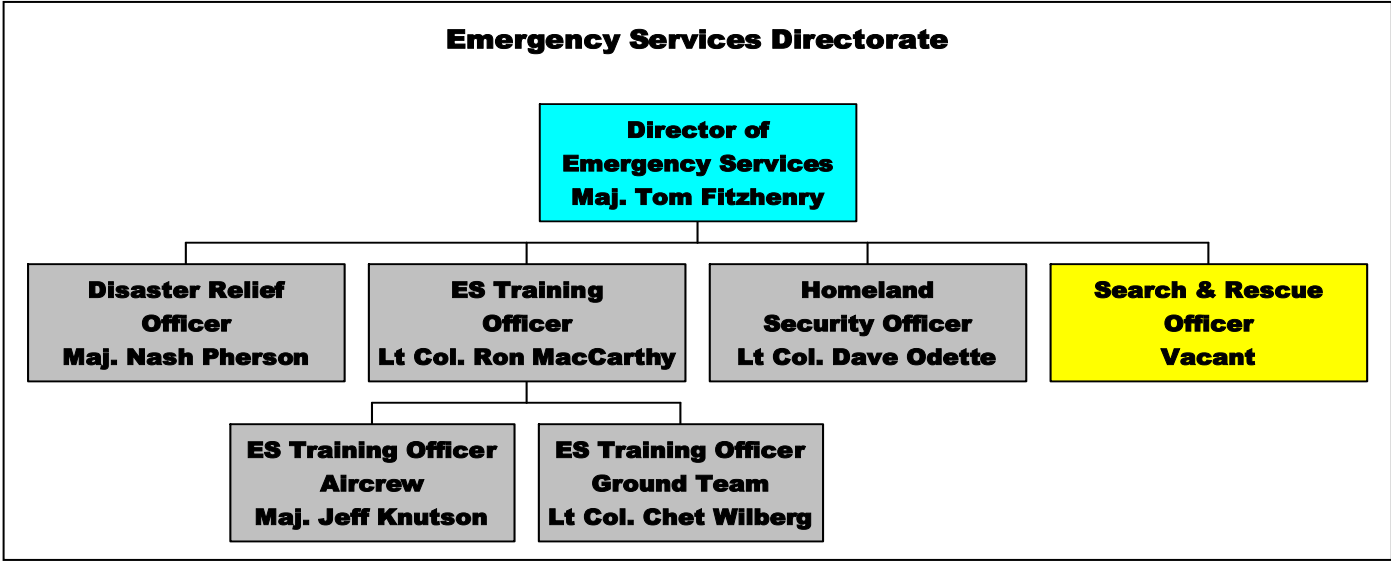 Emergency Services Directorate
Director of
Emergency Services
Maj. Tom Fitzhenry
Disaster Relief
Officer
Maj. Nash Pherson
ES Training
Officer
Lt Col. Ron MacCarthy
Homeland
Security Officer
Lt Col. Dave Odette
Search & Rescue
Officer
Vacant
ES Training Officer
Aircrew
Maj. Jeff Knutson
ES Training Officer
Ground Team
Lt Col. Chet Wilberg